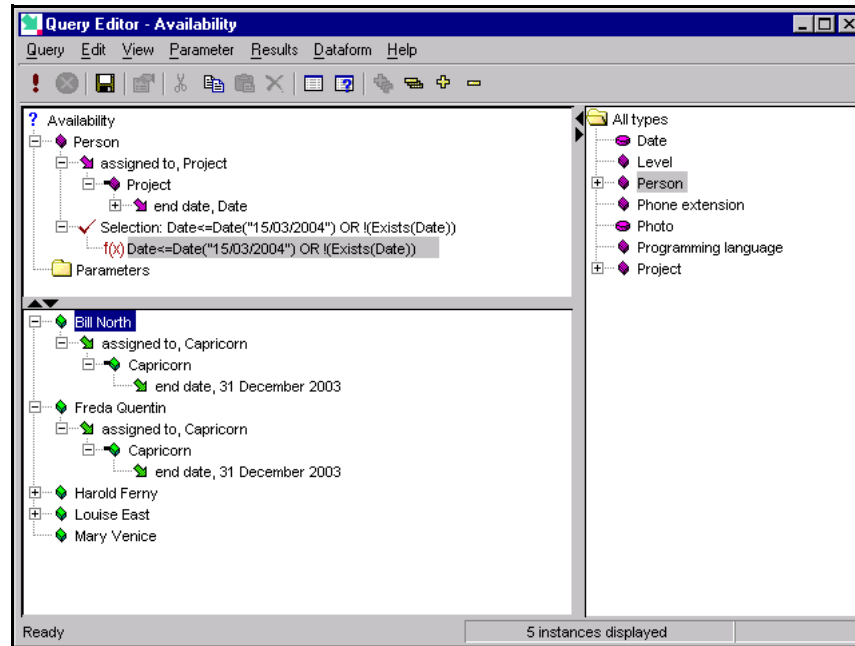 Query Editor - Availability
Query Edit View Parameter Results Dataform Help
? Availability
Person
assigned to, Project
Project
end date, Date
Selection: Date<=Date("15/03/2004") OR !(Exists(Date))
f(x) Date<=Date("15/03/2004") OR !(Exists(Date))
Parameters
All types
Date
Level
Person
Phone extension
Photo
Programming language
Project
Bill North
assigned to, Capricorn
Capricorn
end date, 31 December 2003
Freda Quentin
assigned to, Capricorn
Capricorn
end date, 31 December 2003
Harold Ferny
Louise East
Mary Venice
Ready
5 instances displayed